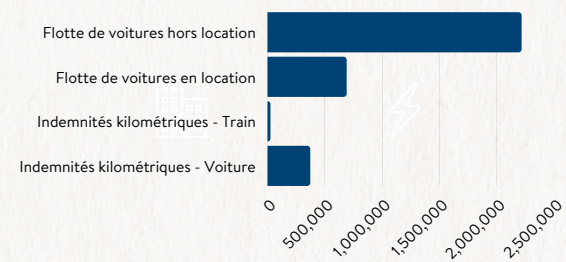 Flotte de voitures hors location
Flotte de voitures en location
Indemnités kilométriques - Train
Indemnités kilométriques - Voiture
0
500,000
1,000,000
1,500,000
2,000,000
2,500,000